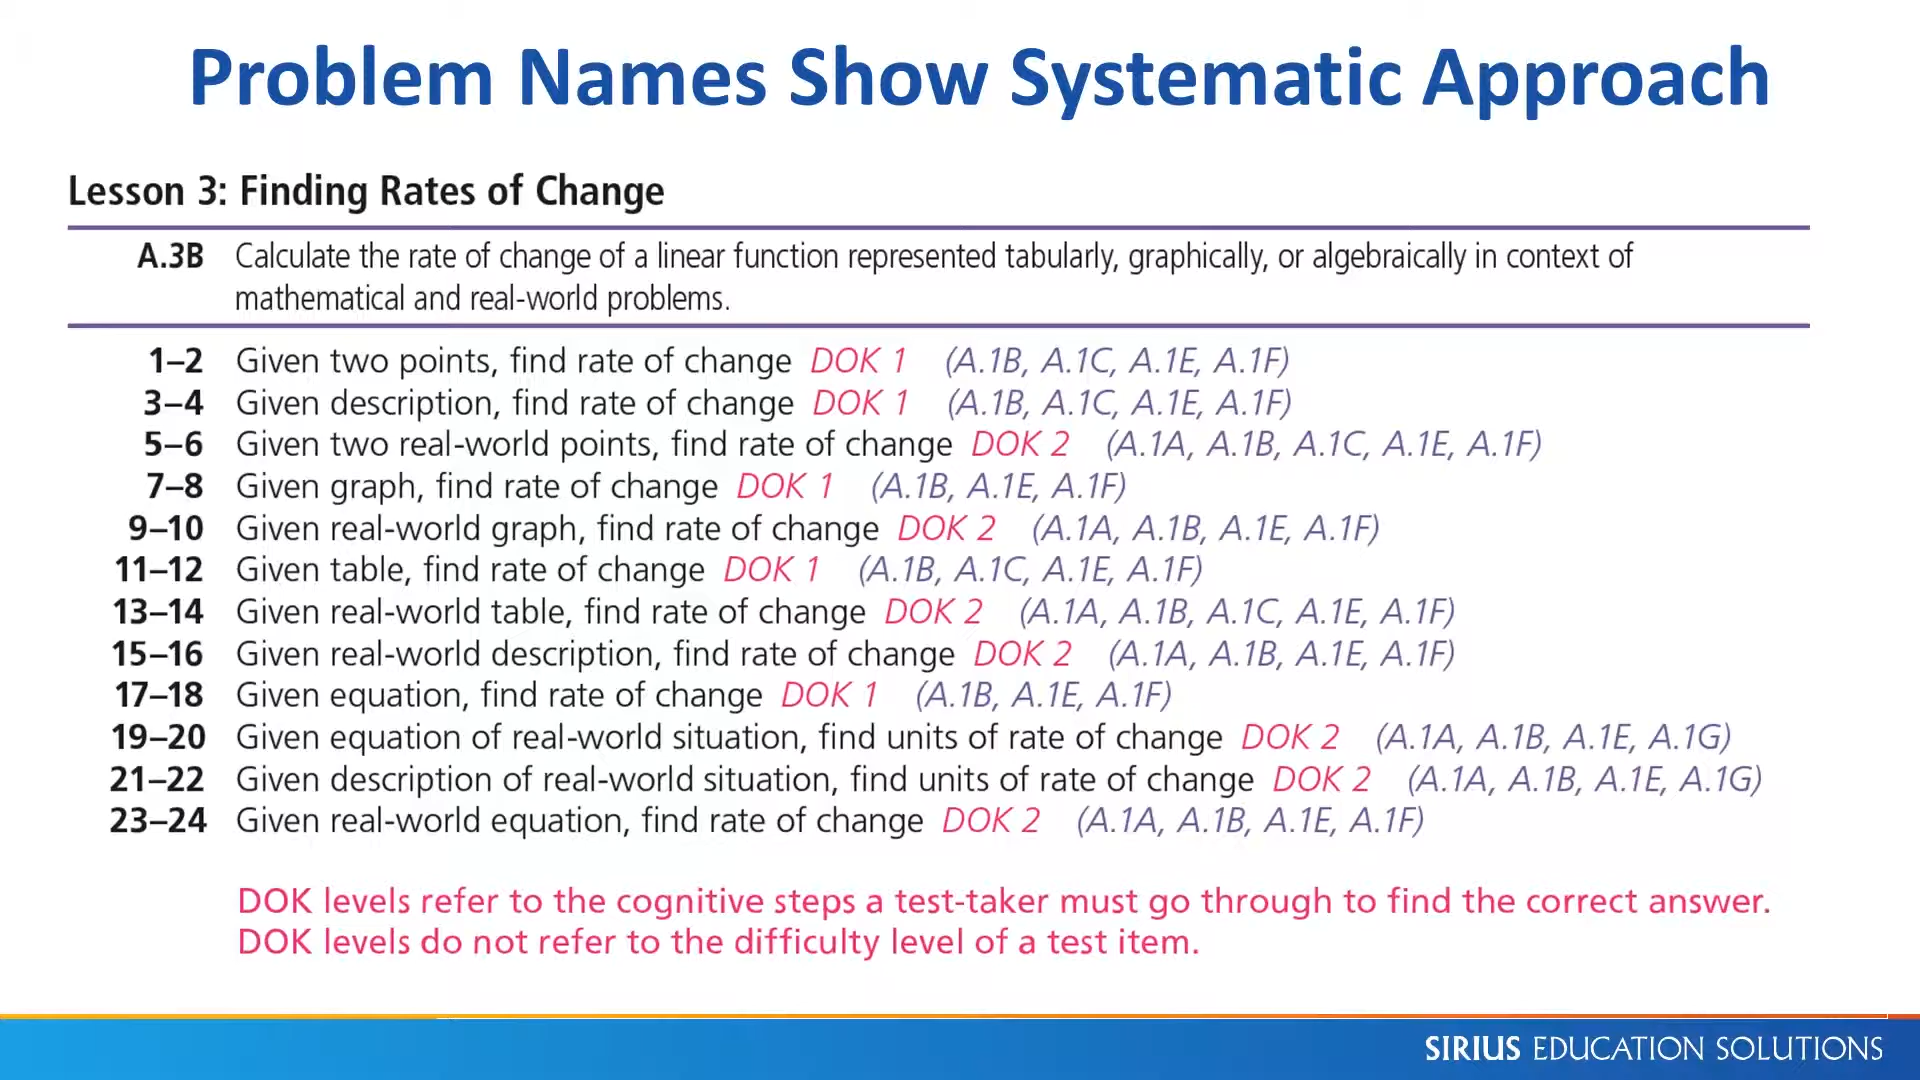 Problem Names Show Systematic Approach
Lesson 3: Finding Rates of Change
A.3B Calculate the rate of change of a linear function represented tabularly, graphically, or algebraically in context of
mathematical and real-world problems.
1–2 Given two points, find rate of change DOK 1 (A.1B, A.1C, A.1E, A.1F)
3–4 Given description, find rate of change DOK 1 (A.1B, A.1C, A.1E, A.1F)
5–6 Given two real-world points, find rate of change DOK 2 (A.1A, A.1B, A.1C, A.1E, A.1F)
7–8 Given graph, find rate of change DOK 1 (A.1B, A.1E, A.1F)
9–10 Given real-world graph, find rate of change DOK 2 (A.1A, A.1B, A.1E, A.1F)
11–12 Given table, find rate of change DOK 1 (A.1B, A.1C, A.1E, A.1F)
13–14 Given real-world table, find rate of change DOK 2 (A.1A, A.1B, A.1C, A.1E, A.1F)
15–16 Given real-world description, find rate of change DOK 2 (A.1A, A.1B, A.1E, A.1F)
17–18 Given equation, find rate of change DOK 1 (A.1B, A.1E, A.1F)
19–20 Given equation of real-world situation, find units of rate of change DOK 2 (A.1A, A.1B, A.1E, A.1G)
21–22 Given description of real-world situation, find units of rate of change DOK 2 (A.1A, A.1B, A.1E, A.1G)
23–24 Given real-world equation, find rate of change DOK 2 (A.1A, A.1B, A.1E, A.1F)
DOK levels refer to the cognitive steps a test-taker must go through to find the correct answer.
DOK levels do not refer to the difficulty level of a test item.
SIRIUS EDUCATION SOLUTIONS